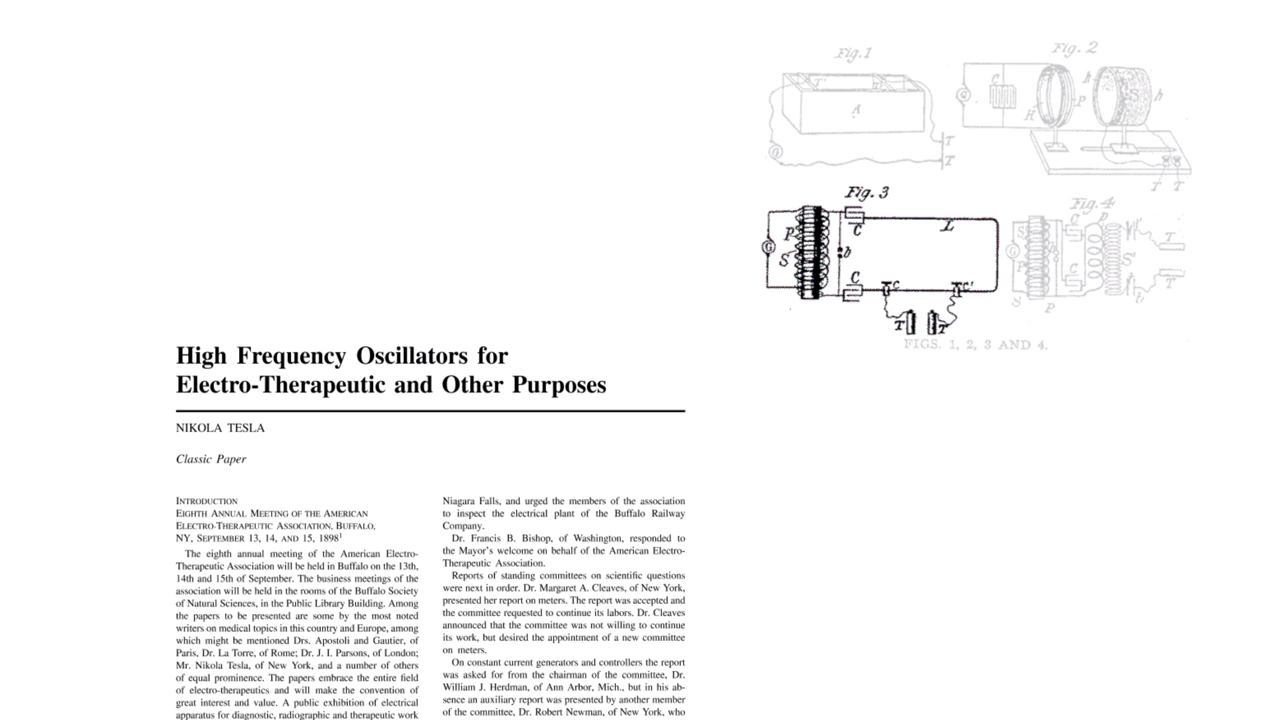 High Frequency Oscillators for
Electro-Therapeutic and Other Purposes
NIKOLA TESLA
Classic Paper
INTRODUCTION
EIGHTH ANNUAL MEETING OF THE AMERICAN
ELECTRO-THERAPEUTIC ASSOCIATION, BUFFALO,
NY, SEPTEMBER 13, 14, AND 15, 1898¹
The eighth annual meeting of the American Electro-
Therapeutic Association will be held in Buffalo on the 13th,
14th and 15th of September. The business meetings of the
association will be held in the rooms of the Buffalo Society
of Natural Sciences, in the Public Library Building. Among
the papers to be presented are some by the most noted
writers on medical topics in this country and Europe, among
which might be mentioned Drs. Apostoli and Gautier, of
Paris, Dr. La Torre, of Rome; Dr. J. I. Parsons, of London;
Mr. Nikola Tesla, of New York, and a number of others
of equal prominence. The papers embrace the entire field
of electro-therapeutics and will make the convention of
great interest and value. A public exhibition of electrical
apparatus for diagnostic, radiographic and therapeutic work
Niagara Falls, and urged the members of the association
to inspect the electrical plant of the Buffalo Railway
Company.
Dr. Francis B. Bishop, of Washington, responded to
the Mayor's welcome on behalf of the American Electro-
Therapeutic Association.
Reports of standing committees on scientific questions
were next in order. Dr. Margaret A. Cleaves, of New York,
presented her report on meters. The report was accepted and
the committee requested to continue its labors. Dr. Cleaves
announced that the committee was not willing to continue
its work, but desired the appointment of a new committee
on meters.
On constant current generators and controllers the report
was asked for from the chairman of the committee, Dr.
William J. Herdman, of Ann Arbor, Mich., but in his ab-
sence an auxiliary report was presented by another member
of the committee, Dr. Robert Newman, of New York, who
Fig.1
A
G
T
T
Fig. 2
G
C
H
P
h
S
h
T T
Fig. 3
G
P
S
C
b
L
C
C C'
T T
Fig. 4
G
S
P
C
C
P
S'
T
T
S
P
FIGS. 1, 2, 3 AND 4.